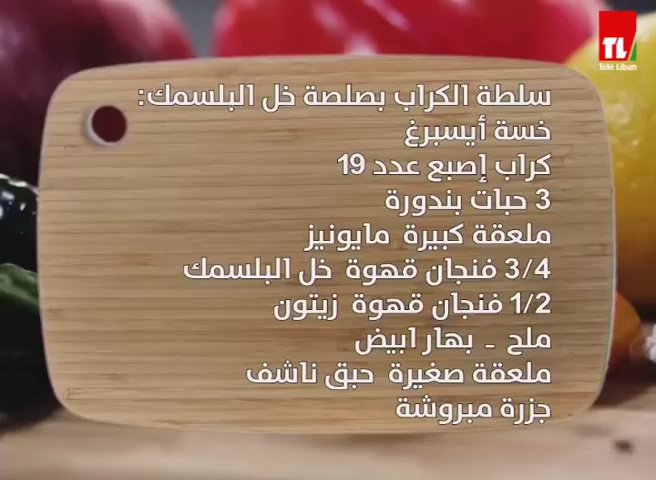 سلطة الكراب بصلصة خل البلسمك:
خسة أيسبرغ
كراب إصبع عدد 19
3 حبات بندورة
ملعقة كبيرة مايونيز
3/4 فنجان قهوة خل البلسمك
1/2 فنجان قهوة زيتون
ملح - بهار ابيض
ملعقة صغيرة حبق ناشف
جزرة مبروشة
TL
Télé Liban